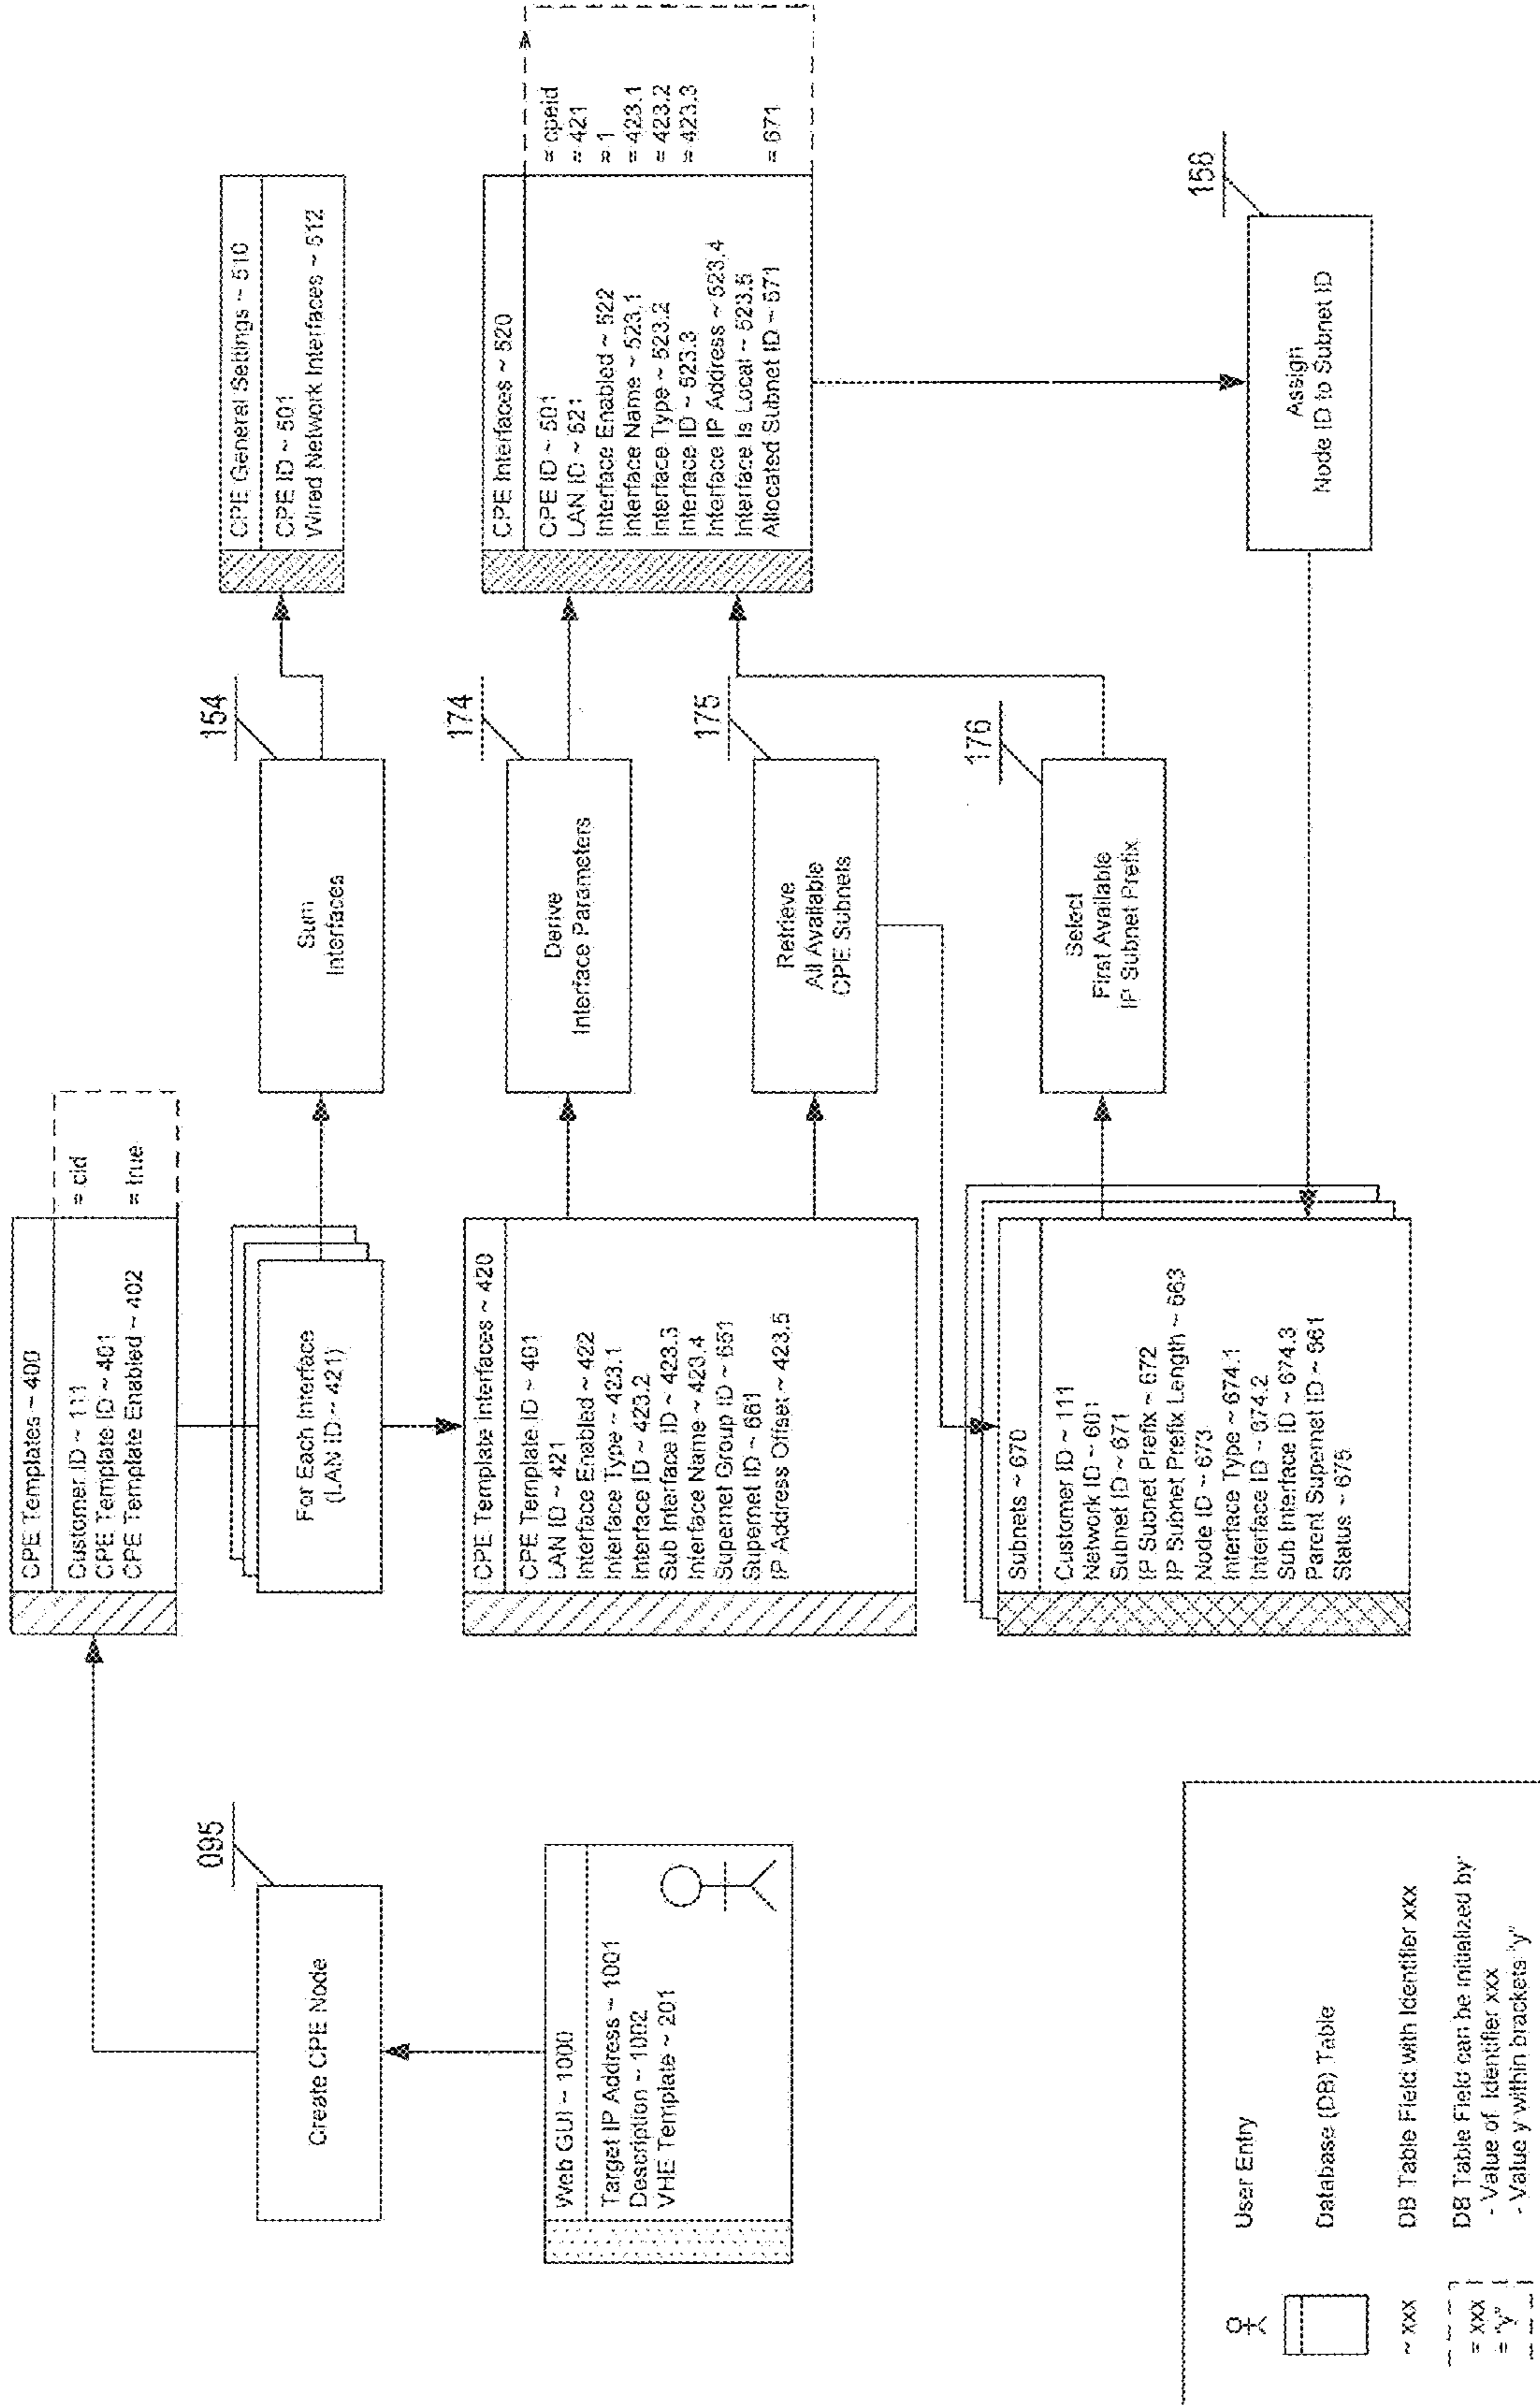 Web GUI ~ 1000
Target IP Address ~ 1001
Description ~ 1002
VHE Template ~ 201
095
Create CPE Node
CPE Templates ~ 400
Customer ID ~ 111
CPE Template ID ~ 401
CPE Template Enabled ~ 402
= cid
= true
For Each Interface
(LAN ID ~ 421)
154
Sum
Interfaces
CPE General Settings ~ 510
CPE ID ~ 501
Wired Network Interfaces ~ 512
CPE Template Interfaces ~ 420
CPE Template ID ~ 401
LAN ID ~ 421
Interface Enabled ~ 422
Interface Type ~ 423.1
Interface ID ~ 423.2
Sub Interface ID ~ 423.3
Interface Name ~ 423.4
Supernet Group ID ~ 651
Supernet ID ~ 661
IP Address Offset ~ 423.5
174
Derive
Interface Parameters
175
Retrieve
All Available
CPE Subnets
CPE Interfaces ~ 520
CPE ID ~ 501
LAN ID ~ 521
Interface Enabled ~ 522
Interface Name ~ 523.1
Interface Type ~ 523.2
Interface ID ~ 523.3
Interface IP Address ~ 523.4
Interface Is Local ~ 523.5
Allocated Subnet ID ~ 571
= cpeid
= 421
= 1
= 423.1
= 423.2
= 423.3
= 671
Subnets ~ 670
Customer ID ~ 111
Network ID ~ 601
Subnet ID ~ 671
IP Subnet Prefix ~ 672
IP Subnet Prefix Length ~ 663
Node ID ~ 673
Interface Type ~ 674.1
Interface ID ~ 674.2
Sub Interface ID ~ 674.3
Parent Supernet ID ~ 661
Status ~ 675
176
Select
First Available
IP Subnet Prefix
158
Assign
Node ID to Subnet ID
User Entry
Database (DB) Table
~ xxx
DB Table Field with Identifier xxx
= xxx
= "y"
DB Table Field can be initialized by
- Value of Identifier xxx
- Value y within brackets "y"